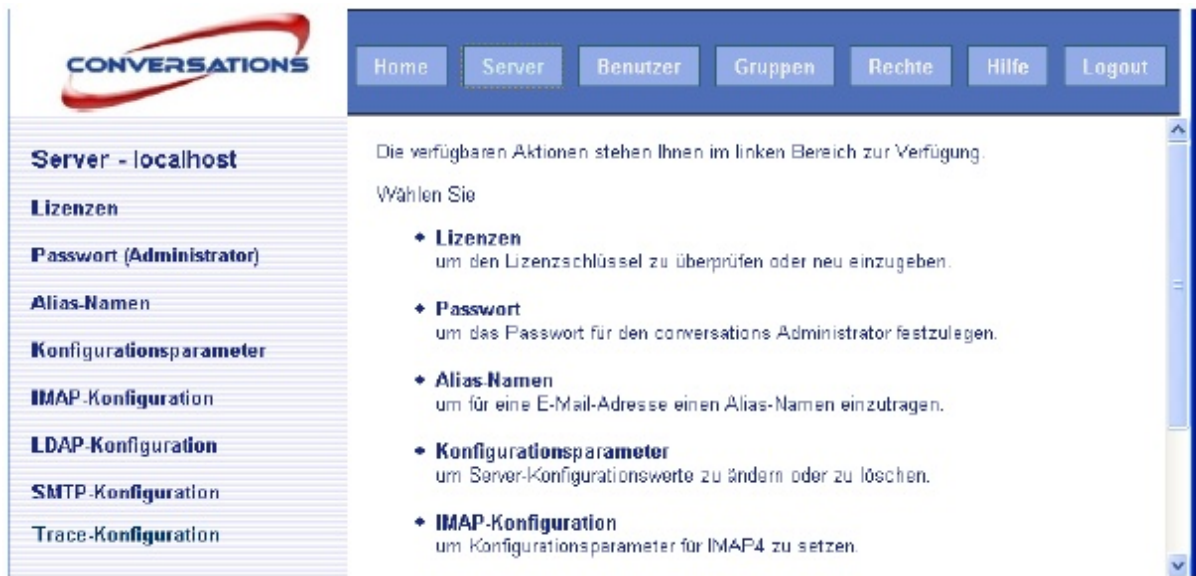 CONVERSATIONS
Home Server Benutzer Gruppen Rechte Hilfe Logout
Server - localhost
Lizenzen
Passwort (Administrator)
Alias-Namen
Konfigurationsparameter
IMAP-Konfiguration
LDAP-Konfiguration
SMTP-Konfiguration
Trace-Konfiguration
Die verfügbaren Aktionen stehen Ihnen im linken Bereich zur Verfügung.
Wählen Sie
Lizenzen
um den Lizenzschlüssel zu überprüfen oder neu einzugeben.
Passwort
um das Passwort für den conversations Administrator festzulegen.
Alias-Namen
um für eine E-Mail-Adresse einen Alias-Namen einzutragen.
Konfigurationsparameter
um Server-Konfigurationswerte zu ändern oder zu löschen.
IMAP-Konfiguration
um Konfigurationsparameter für IMAP4 zu setzen.